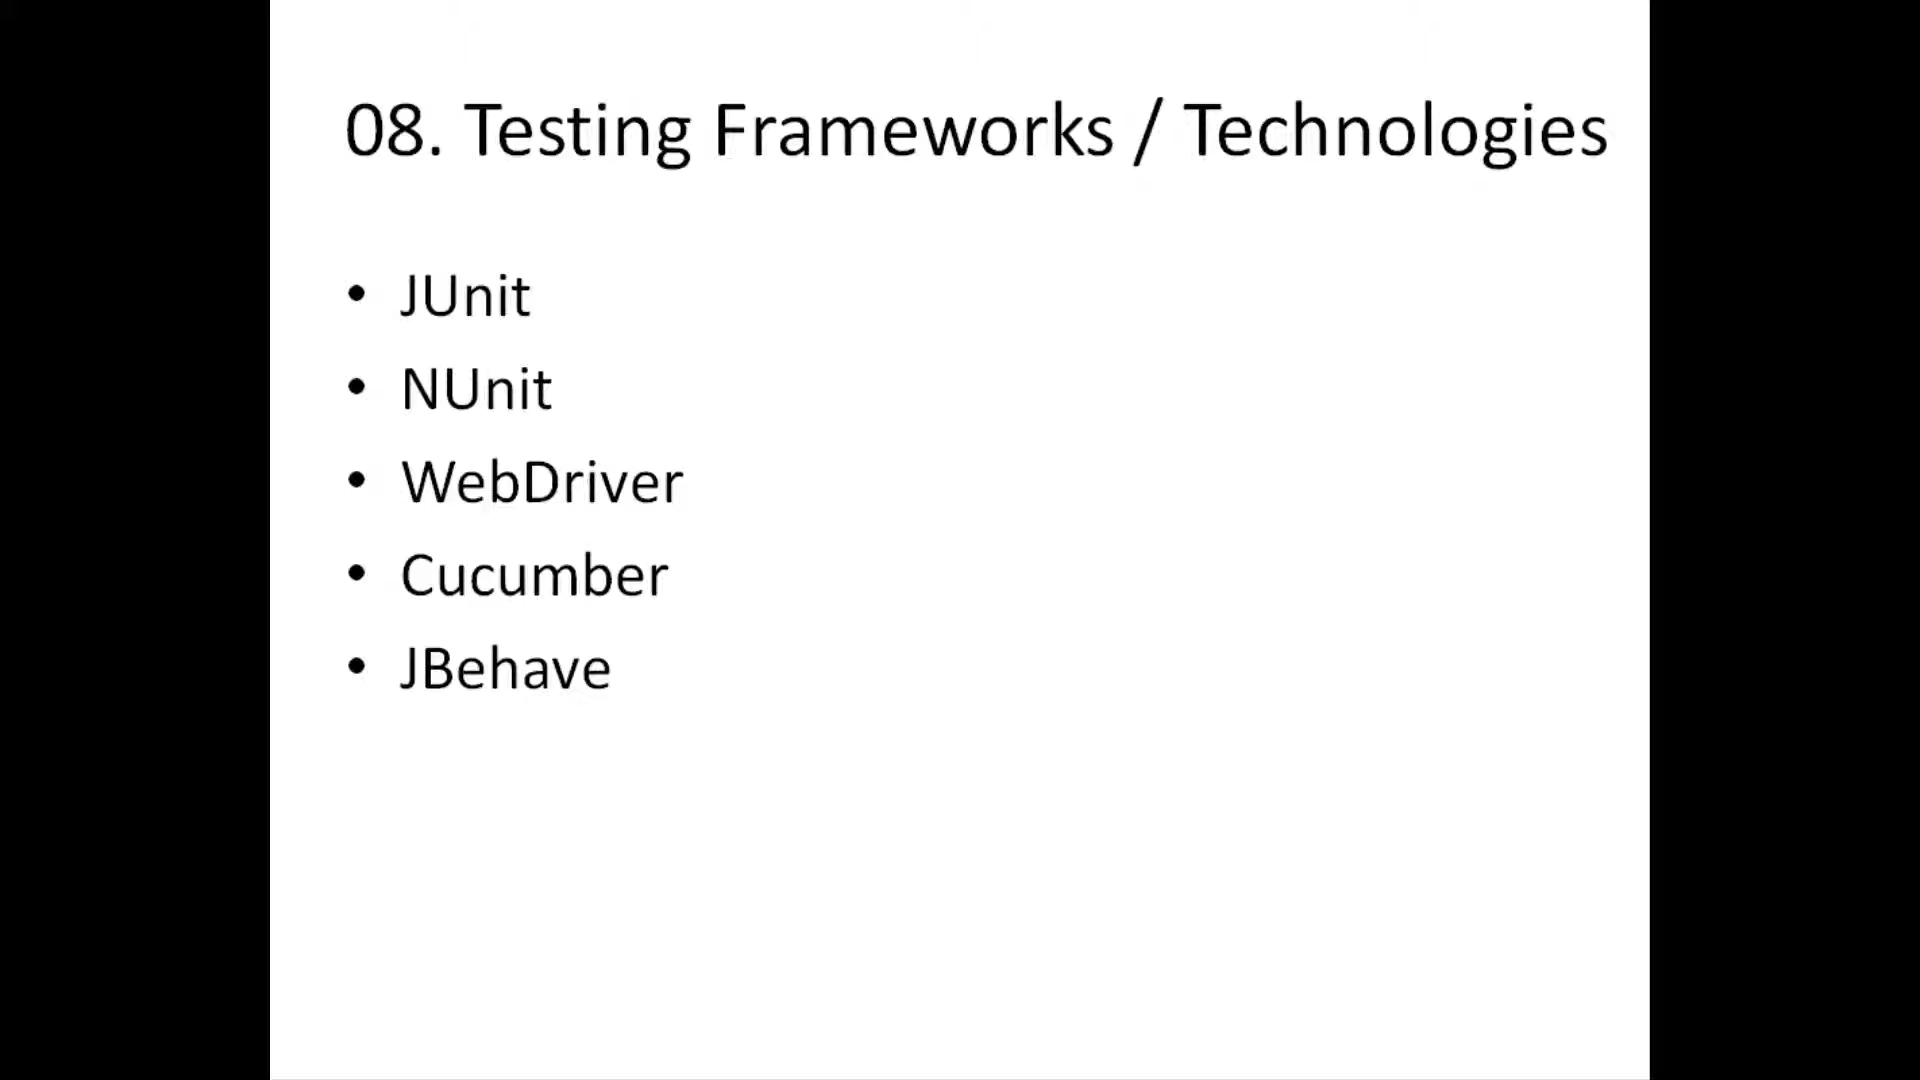 08. Testing Frameworks / Technologies
• JUnit
• NUnit
• WebDriver
• Cucumber
• JBehave